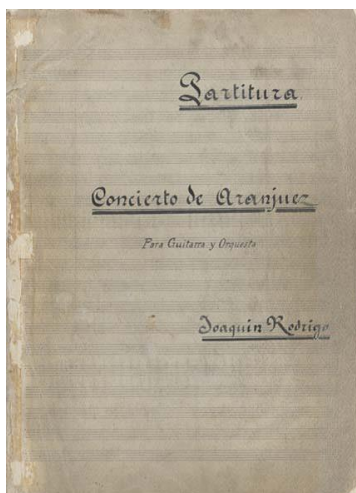 Partitura.
Concierto de Aranjuez
Para Guitarra y Orquesta
Joaquin Rodrigo